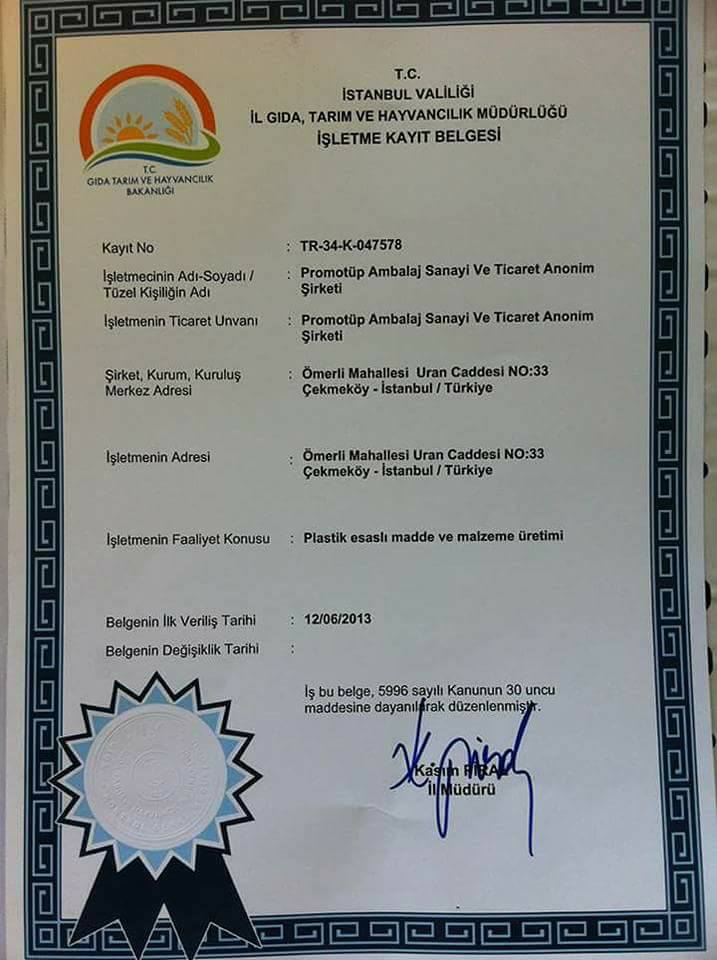 T.C.
İSTANBUL VALİLİĞİ
İL GIDA, TARIM VE HAYVANCILIK MÜDÜRLÜĞÜ
İŞLETME KAYIT BELGESİ
T.C.
GIDA TARIM VE HAYVANCILIK
BAKANLIĞI
Kayıt No : TR-34-K-047578
İşletmecinin Adı-Soyadı / : Promotüp Ambalaj Sanayi Ve Ticaret Anonim
Tüzel Kişiliğin Adı Şirketi
İşletmenin Ticaret Unvanı : Promotüp Ambalaj Sanayi Ve Ticaret Anonim
Şirketi
Şirket, Kurum, Kuruluş : Ömerli Mahallesi Uran Caddesi NO:33
Merkez Adresi Çekmeköy - İstanbul / Türkiye
İşletmenin Adresi : Ömerli Mahallesi Uran Caddesi NO:33
Çekmeköy - İstanbul / Türkiye
İşletmenin Faaliyet Konusu : Plastik esaslı madde ve malzeme üretimi
Belgenin İlk Veriliş Tarihi : 12/06/2013
Belgenin Değişiklik Tarihi :
İş bu belge, 5996 sayılı Kanunun 30 uncu
maddesine dayanılarak düzenlenmiştir.
Kasım
İl Müdürü